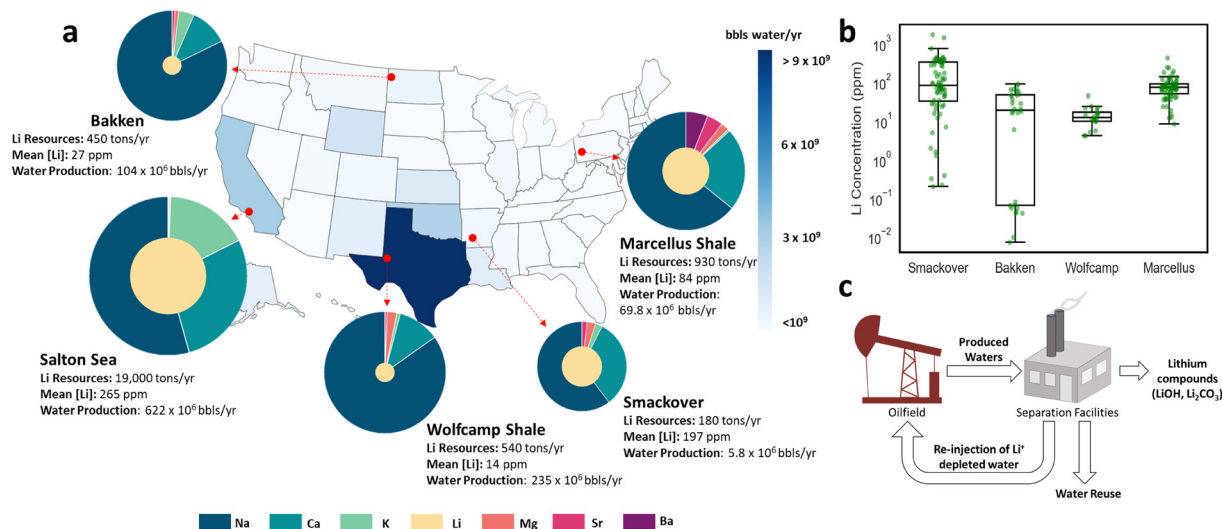 a
Bakken
Li Resources: 450 tons/yr
Mean [Li]: 27 ppm
Water Production: 104 x 10⁶ bbls/yr
Salton Sea
Li Resources: 19,000 tons/yr
Mean [Li]: 265 ppm
Water Production: 622 x 10⁶ bbls/yr
Wolfcamp Shale
Li Resources: 540 tons/yr
Mean [Li]: 14 ppm
Water Production: 235 x 10⁶ bbls/yr
Smackover
Li Resources: 180 tons/yr
Mean [Li]: 197 ppm
Water Production: 5.8 x 10⁶ bbls/yr
Marcellus Shale
Li Resources: 930 tons/yr
Mean [Li]: 84 ppm
Water Production:
69.8 x 10⁶ bbls/yr
bbls water/yr
> 9 x 10⁹
6 x 10⁹
3 x 10⁹
<10⁹
Na Ca K Li Mg Sr Ba
b
Li Concentration (ppm)
10³
10²
10¹
10⁰
10⁻¹
10⁻²
Smackover Bakken Wolfcamp Marcellus
c
Produced
Waters
Oilfield
Separation Facilities
Lithium
compounds
(LiOH, Li₂CO₃)
Re-injection of Li⁺
depleted water
Water Reuse